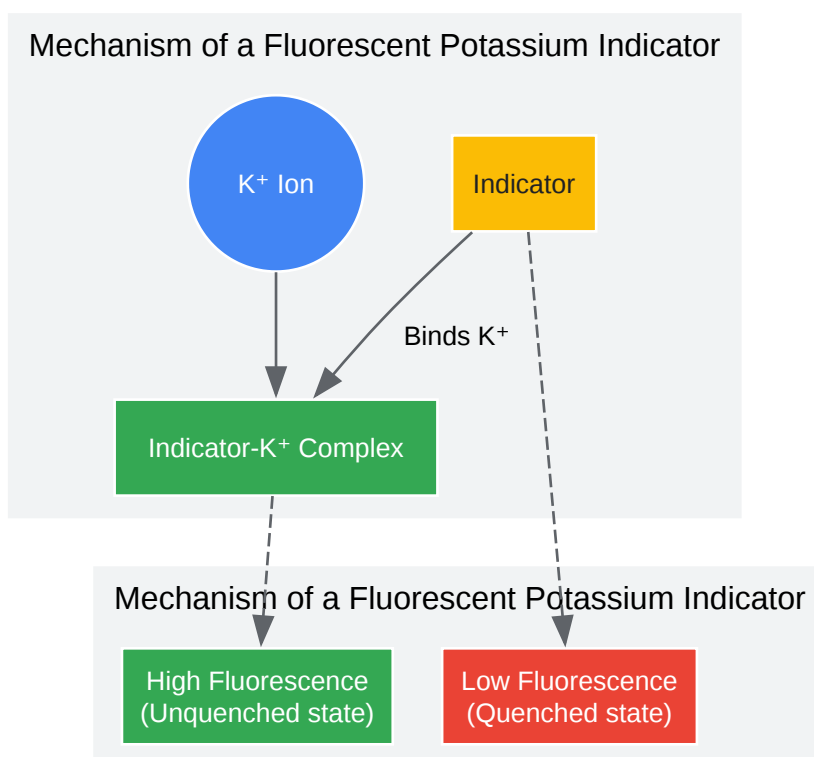 Mechanism of a Fluorescent Potassium Indicator
K⁺ Ion
Indicator
Binds K⁺
Indicator-K⁺ Complex
Mechanism of a Fluorescent Potassium Indicator
High Fluorescence
(Unquenched state)
Low Fluorescence
(Quenched state)